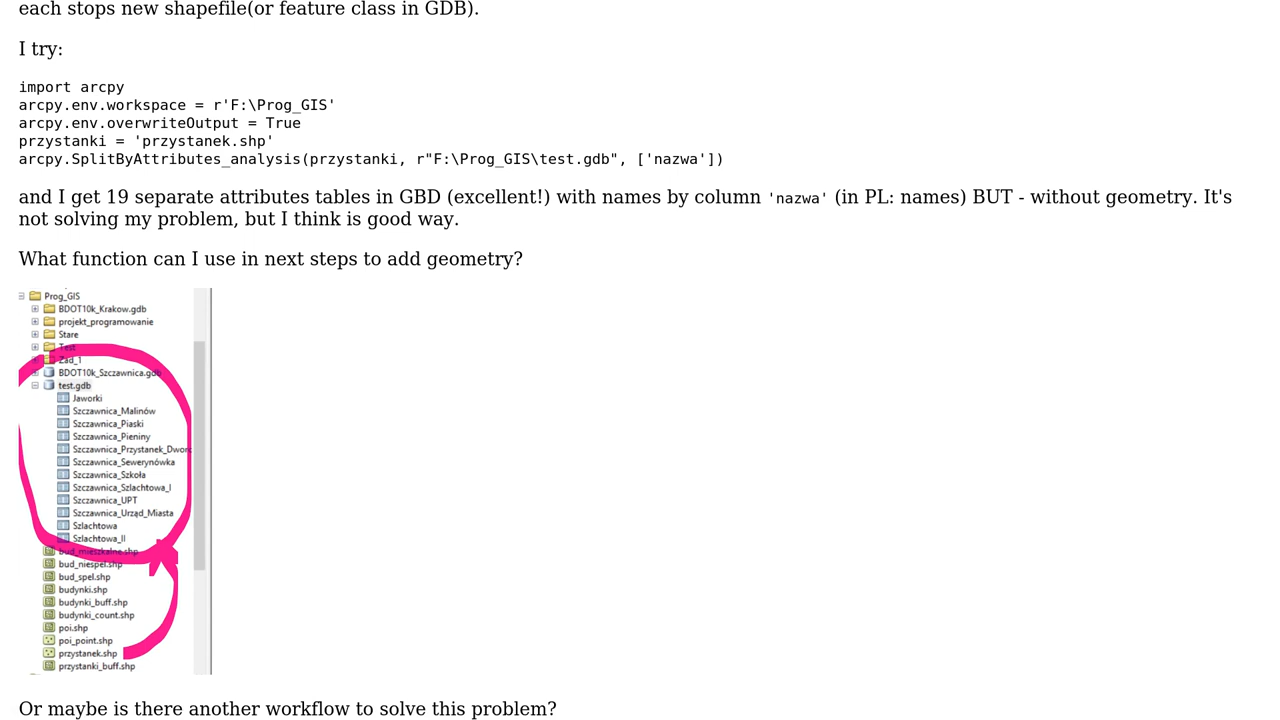 each stops new shapefile(or feature class in GDB).
I try:
import arcpy
arcpy.env.workspace = r'F:\Prog_GIS'
arcpy.env.overwriteOutput = True
przystanki = 'przystanek.shp'
arcpy.SplitByAttributes_analysis(przystanki, r"F:\Prog_GIS\test.gdb", ['nazwa'])
and I get 19 separate attributes tables in GBD (excellent!) with names by column 'nazwa' (in PL: names) BUT - without geometry. It's
not solving my problem, but I think is good way.
What function can I use in next steps to add geometry?
Prog_GIS
BDOT10k_Krakow.gdb
projekt_programowanie
Stare
Test
Zad_1
BDOT10k_Szczawnica.gdb
test.gdb
Jaworki
Szczawnica_Malinów
Szczawnica_Piaski
Szczawnica_Pieniny
Szczawnica_Przystanek_Dwor
Szczawnica_Sewerynówka
Szczawnica_Szkoła
Szczawnica_Szlachtowa_I
Szczawnica_UPT
Szczawnica_Urząd_Miasta
Szlachtowa
Szlachtowa_II
bud_mieszkalne.shp
bud_niespel.shp
bud_spel.shp
budynki.shp
budynki_buff.shp
budynki_count.shp
poi.shp
poi_point.shp
przystanek.shp
przystanki_buff.shp
Or maybe is there another workflow to solve this problem?